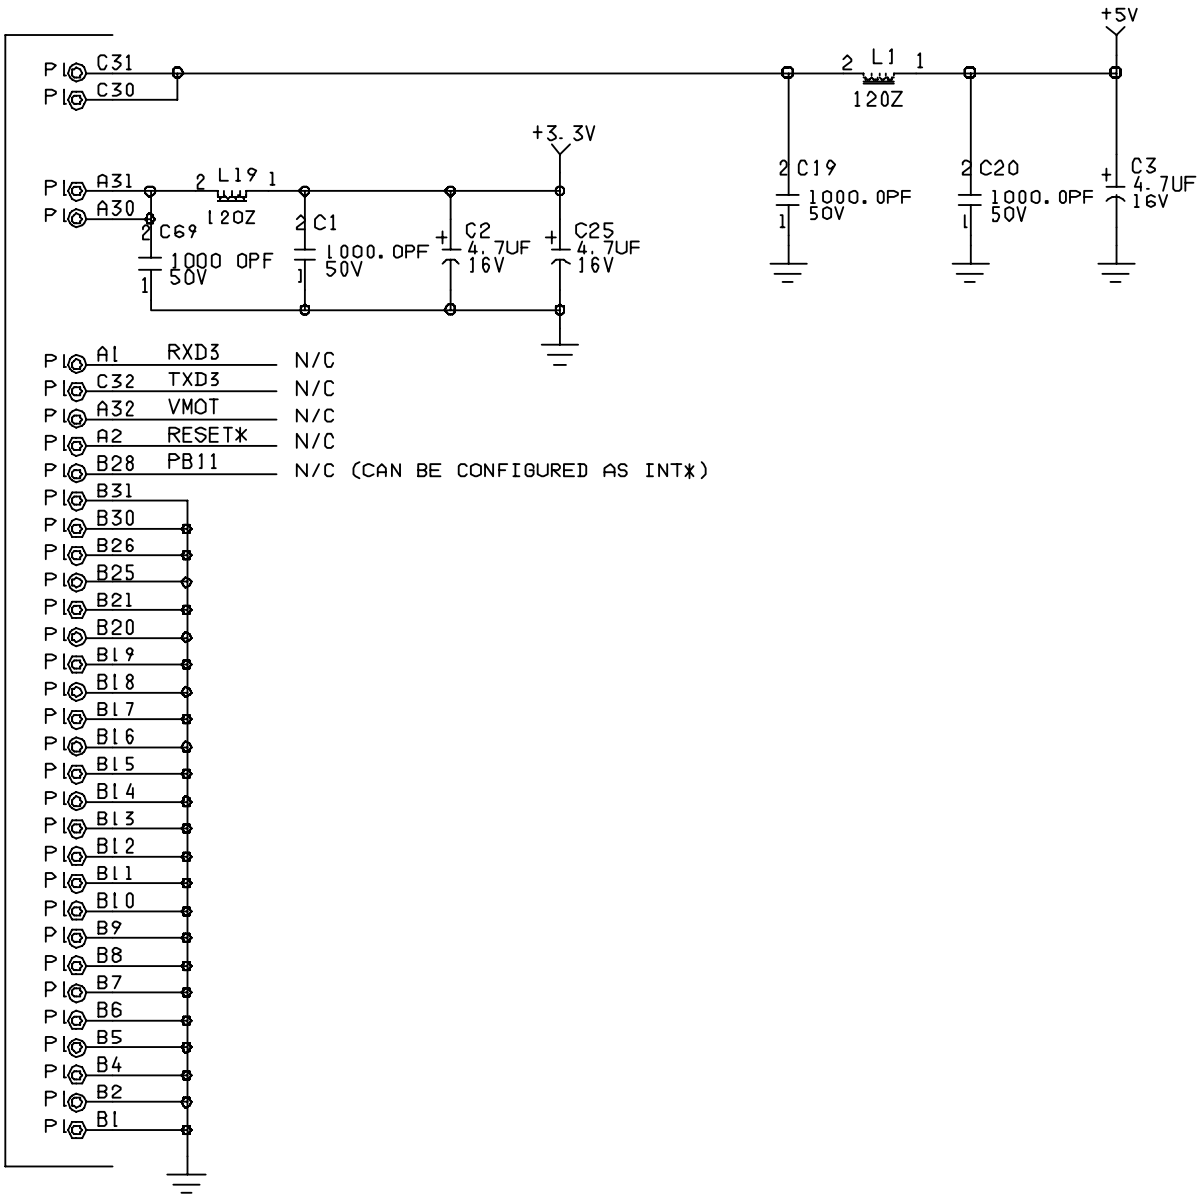 +5V
P1 C31
2 L1 1
P1 C30
120Z
+3.3V
2 C19
1000.0PF
50V
1
2 C20
1000.0PF
50V
1
+ C3
4.7UF
16V
P1 A31
2 L19 1
P1 A30
120Z
2 C69
1000 0PF
50V
1
2 C1
1000.0PF
50V
1
+ C2
4.7UF
16V
+ C25
4.7UF
16V
P1 A1 RXD3 N/C
P1 C32 TXD3 N/C
P1 A32 VMOT N/C
P1 A2 RESET* N/C
P1 B28 PB11 N/C (CAN BE CONFIGURED AS INT*)
P1 B31
P1 B30
P1 B26
P1 B25
P1 B21
P1 B20
P1 B19
P1 B18
P1 B17
P1 B16
P1 B15
P1 B14
P1 B13
P1 B12
P1 B11
P1 B10
P1 B9
P1 B8
P1 B7
P1 B6
P1 B5
P1 B4
P1 B2
P1 B1